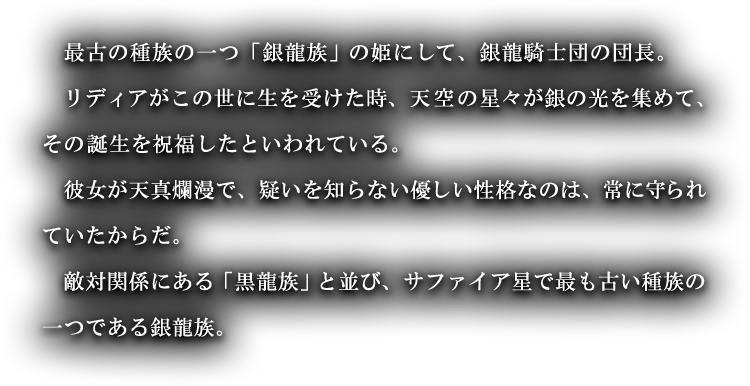 最古の種族の一つ「銀龍族」の姫にして、銀龍騎士団の団長。
リディアがこの世に生を受けた時、天空の星々が銀の光を集めて、
その誕生を祝福したといわれている。
彼女が天真爛漫で、疑いを知らない優しい性格なのは、常に守られ
ていたからだ。
敵対関係にある「黒龍族」と並び、サファイア星で最も古い種族の
一つである銀龍族。